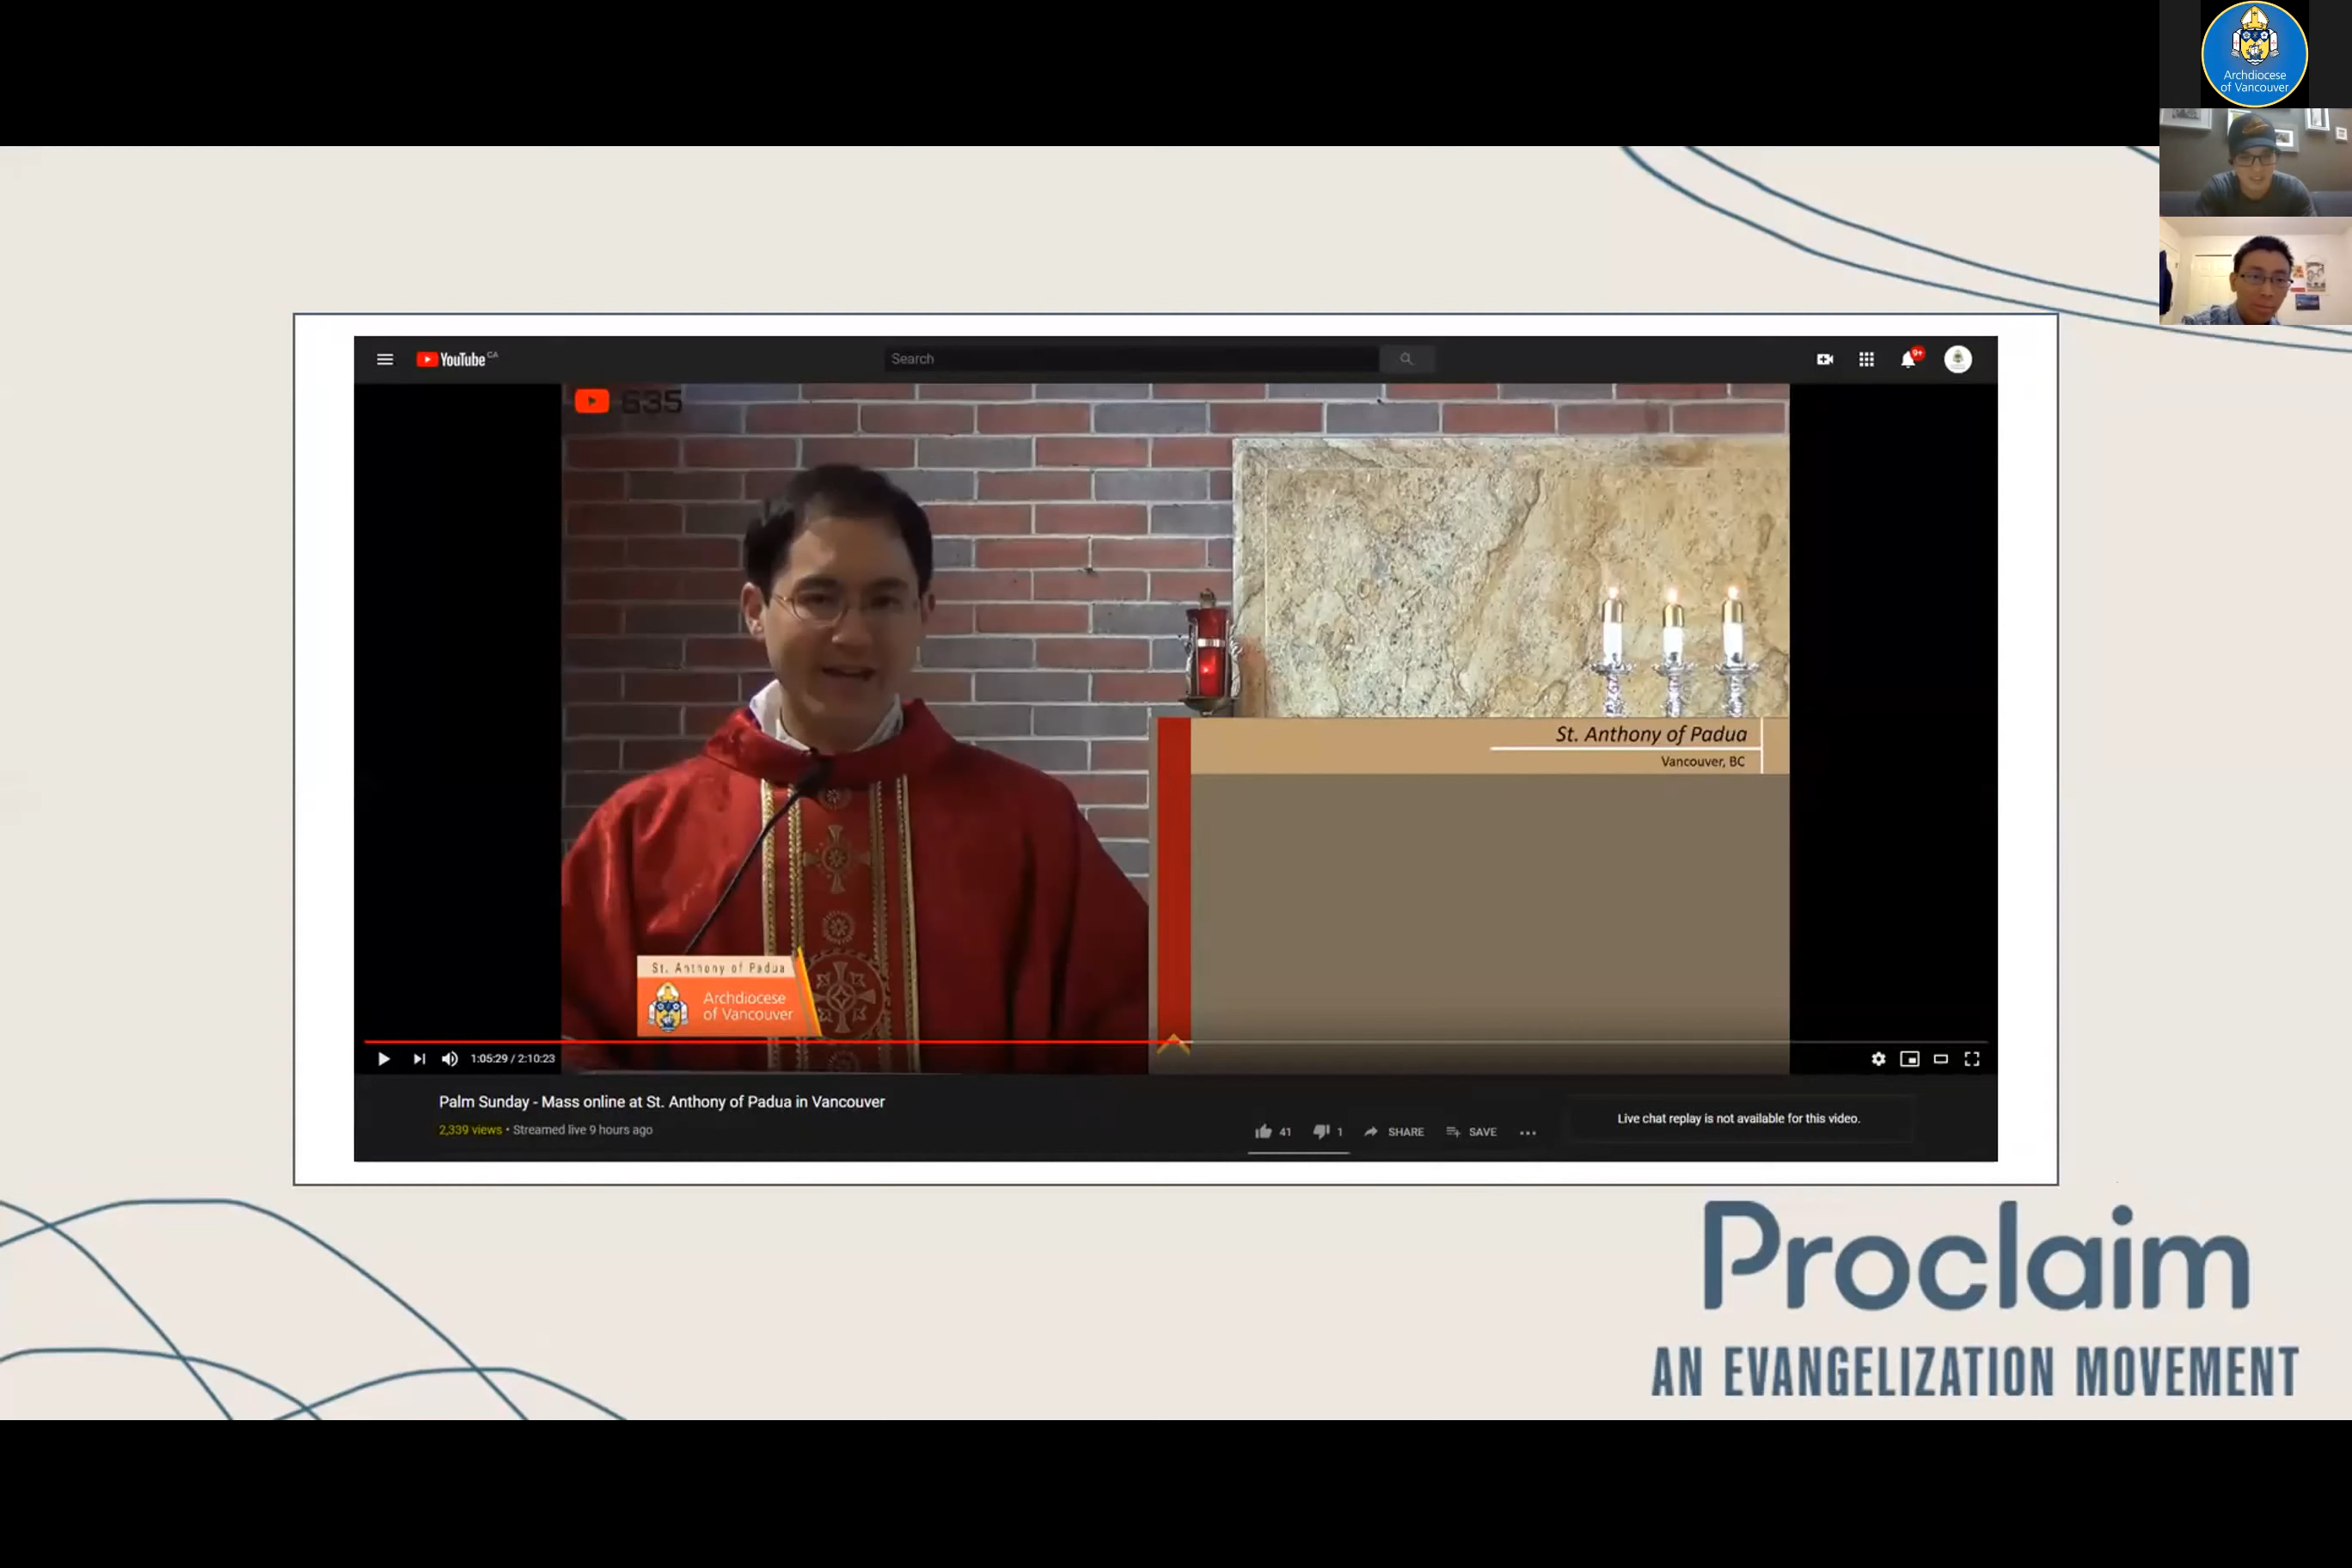 Archdiocese
of Vancouver
YouTube CA
Search
9+
635
St. Anthony of Padua
Vancouver, BC
St. Anthony of Padua
Archdiocese
of Vancouver
1:05:29 / 2:10:23
Palm Sunday - Mass online at St. Anthony of Padua in Vancouver
2,339 views • Streamed live 9 hours ago
41
1
SHARE
SAVE
Live chat replay is not available for this video.
Proclaim
AN EVANGELIZATION MOVEMENT